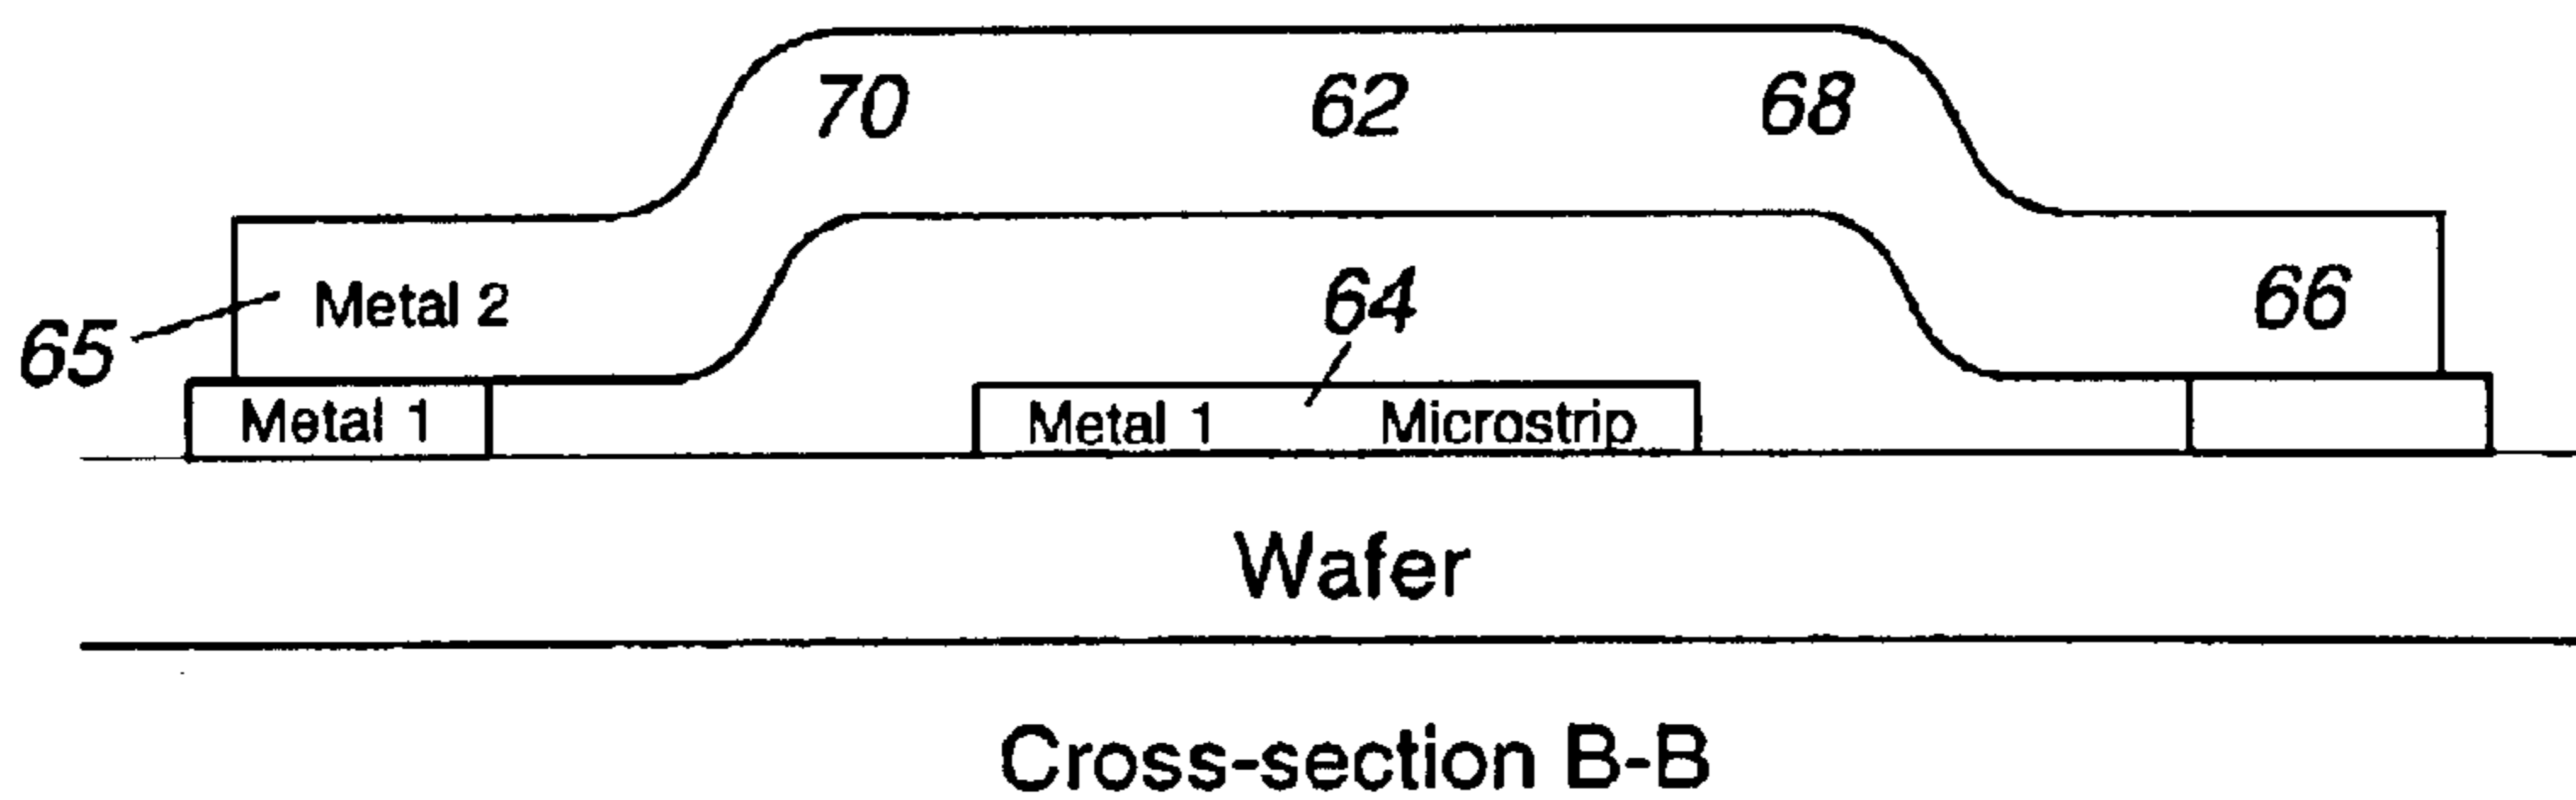 70 62 68
65 Metal 2 64 66
Metal 1 Metal 1 Microstrip
Wafer
Cross-section B-B